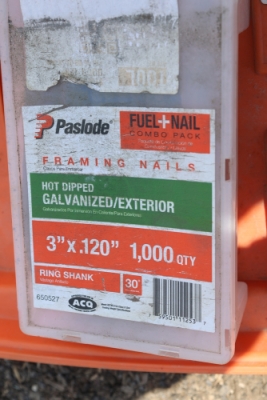 Paslode
FUEL+NAIL
COMBO PACK
FRAMING NAILS
HOT DIPPED
GALVANIZED/EXTERIOR
3" x .120" 1,000 QTY
RING SHANK
30°
650527
ACQ